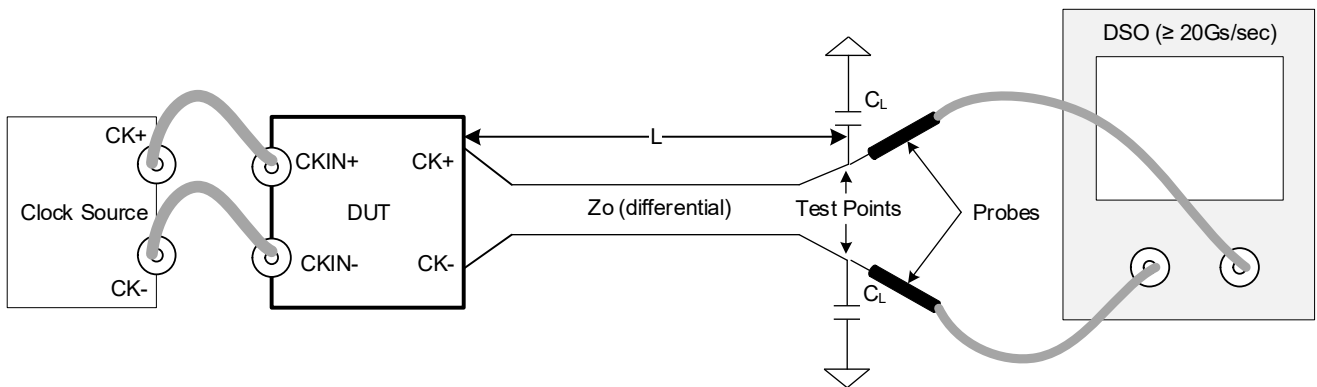 DSO (≥ 20Gs/sec)
CK+
CKIN+
CK+
L
CL
Clock Source
DUT
Zo (differential)
Test Points
Probes
CK-
CKIN-
CK-
CL